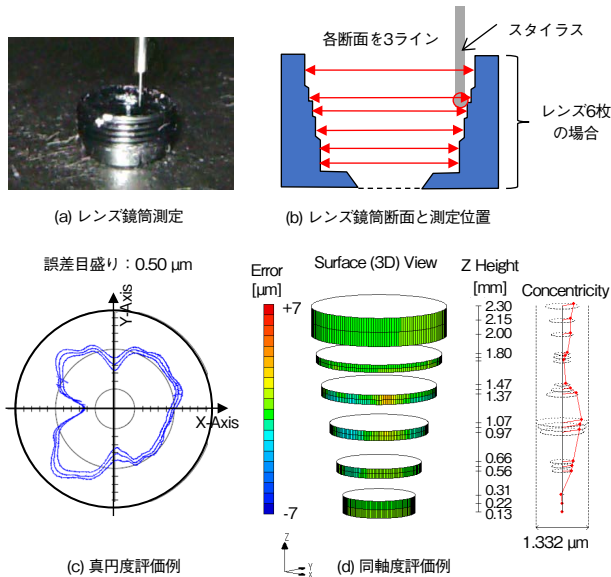 各断面を3ライン
スタイラス
レンズ6枚
の場合
(a) レンズ鏡筒測定
(b) レンズ鏡筒断面と測定位置
誤差目盛り：0.50 μm
Y-Axis
X-Axis
(c) 真円度評価例
Error
[μm]
+7
-7
Surface (3D) View
Z Height
[mm]
Concentricity
2.30
2.15
2.00
1.80
1.47
1.37
1.07
0.97
0.66
0.56
0.31
0.22
0.13
1.332 μm
Z
Y
X
(d) 同軸度評価例